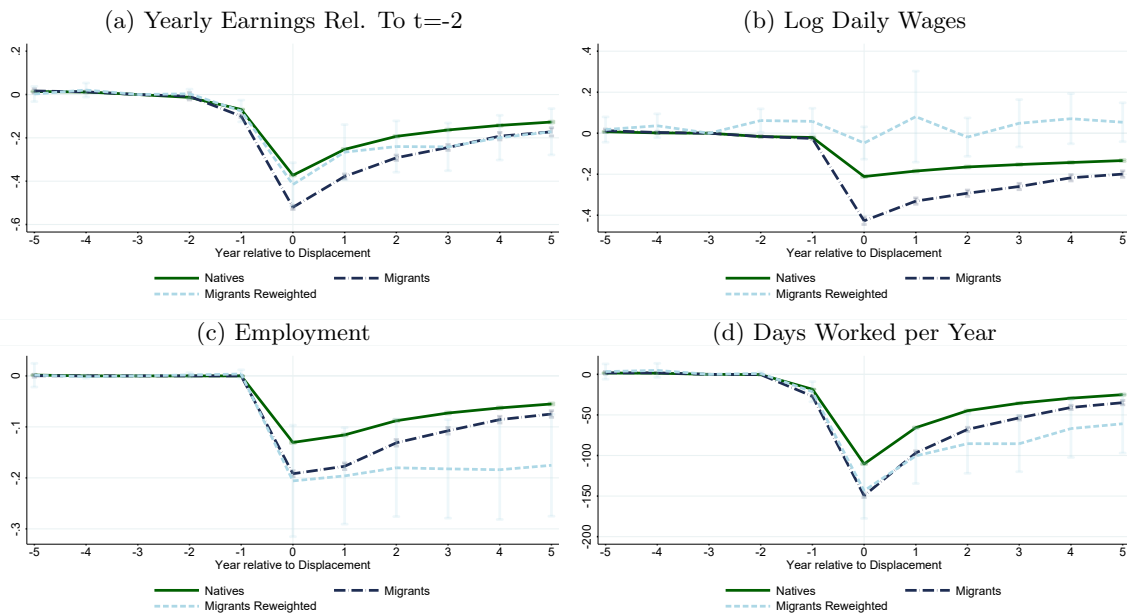 (a) Yearly Earnings Rel. To t=-2
.2
0
-.2
-.4
-.6
-5 -4 -3 -2 -1 0 1 2 3 4 5
Year relative to Displacement
Natives Migrants
Migrants Reweighted
(b) Log Daily Wages
.4
.2
0
-.2
-.4
-5 -4 -3 -2 -1 0 1 2 3 4 5
Year relative to Displacement
Natives Migrants
Migrants Reweighted
(c) Employment
0
-.1
-.2
-.3
-5 -4 -3 -2 -1 0 1 2 3 4 5
Year relative to Displacement
Natives Migrants
Migrants Reweighted
(d) Days Worked per Year
0
-50
-100
-150
-200
-5 -4 -3 -2 -1 0 1 2 3 4 5
Year relative to Displacement
Natives Migrants
Migrants Reweighted